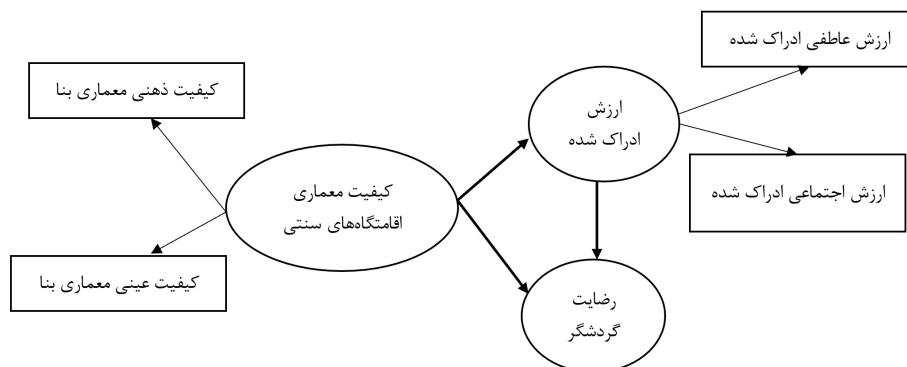 ارزش عاطفی ادراک شده
کیفیت ذهنی معماری بنا
ارزش
ادراک شده
کیفیت معماری
اقامتگاه‌های سنتی
ارزش اجتماعی ادراک شده
کیفیت عینی معماری بنا
رضایت
گردشگر